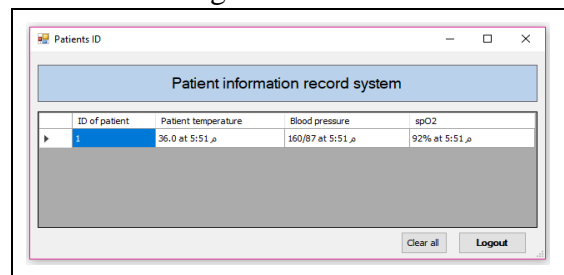 Patients ID
Patient information record system
ID of patient Patient temperature Blood pressure spO2
1 36.0 at 5:51 م 160/87 at 5:51 م 92% at 5:51 م
Clear all Logout